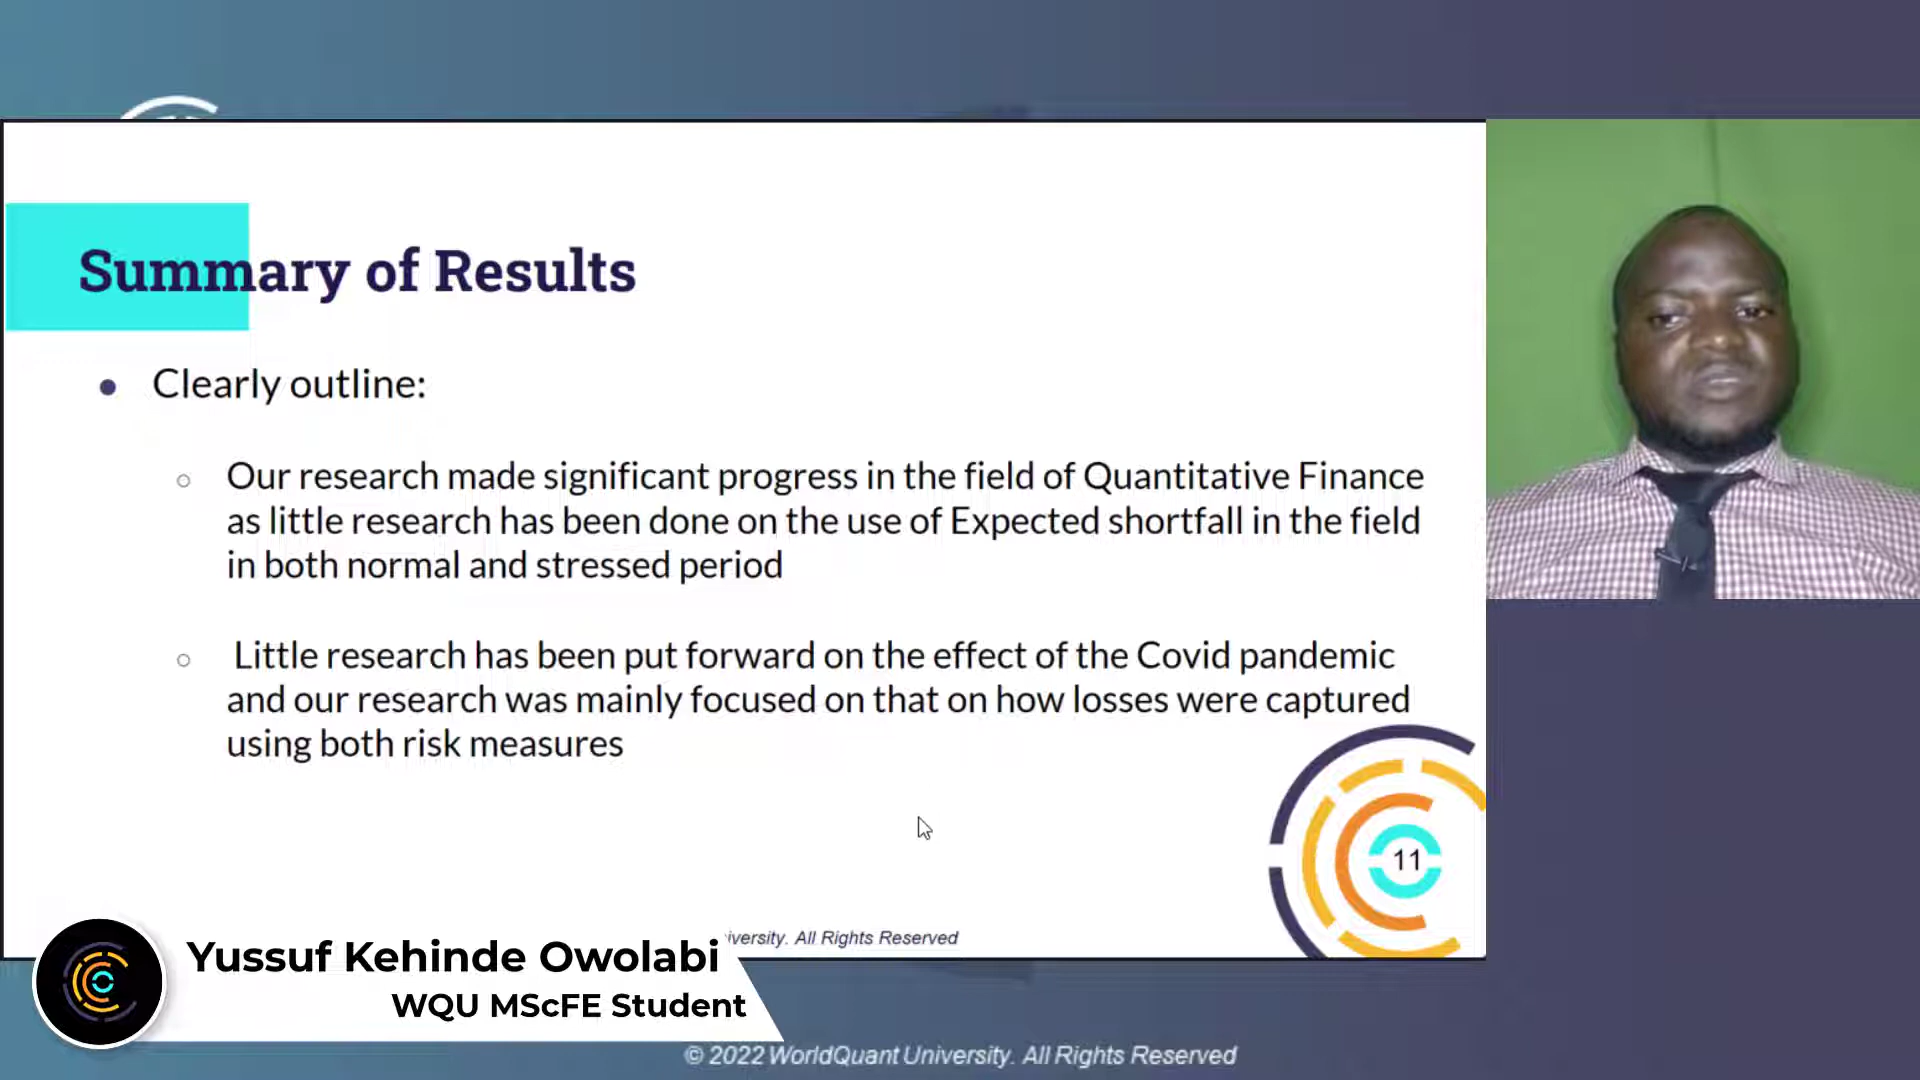 Summary of Results
Clearly outline:
Our research made significant progress in the field of Quantitative Finance
as little research has been done on the use of Expected shortfall in the field
in both normal and stressed period
Little research has been put forward on the effect of the Covid pandemic
and our research was mainly focused on that on how losses were captured
using both risk measures
11
iversity. All Rights Reserved
Yussuf Kehinde Owolabi
WQU MScFE Student
© 2022 WorldQuant University. All Rights Reserved